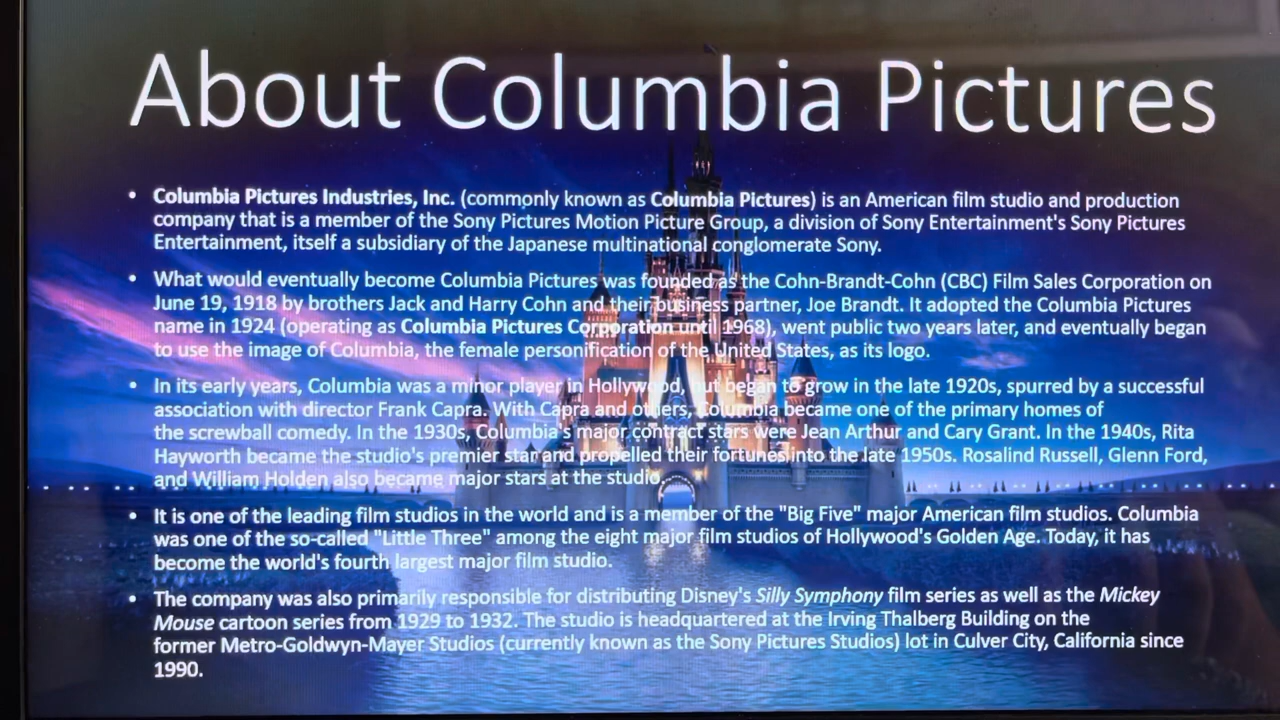 About Columbia Pictures
• Columbia Pictures Industries, Inc. (commonly known as Columbia Pictures) is an American film studio and production
company that is a member of the Sony Pictures Motion Picture Group, a division of Sony Entertainment's Sony Pictures
Entertainment, itself a subsidiary of the Japanese multinational conglomerate Sony.
• What would eventually become Columbia Pictures was founded as the Cohn-Brandt-Cohn (CBC) Film Sales Corporation on
June 19, 1918 by brothers Jack and Harry Cohn and their business partner, Joe Brandt. It adopted the Columbia Pictures
name in 1924 (operating as Columbia Pictures Corporation until 1968), went public two years later, and eventually began
to use the image of Columbia, the female personification of the United States, as its logo.
• In its early years, Columbia was a minor player in Hollywood, but began to grow in the late 1920s, spurred by a successful
association with director Frank Capra. With Capra and others, Columbia became one of the primary homes of
the screwball comedy. In the 1930s, Columbia's major contract stars were Jean Arthur and Cary Grant. In the 1940s, Rita
Hayworth became the studio's premier star and propelled their fortunes into the late 1950s. Rosalind Russell, Glenn Ford,
and William Holden also became major stars at the studio.
• It is one of the leading film studios in the world and is a member of the "Big Five" major American film studios. Columbia
was one of the so-called "Little Three" among the eight major film studios of Hollywood's Golden Age. Today, it has
become the world's fourth largest major film studio.
• The company was also primarily responsible for distributing Disney's Silly Symphony film series as well as the Mickey
Mouse cartoon series from 1929 to 1932. The studio is headquartered at the Irving Thalberg Building on the
former Metro-Goldwyn-Mayer Studios (currently known as the Sony Pictures Studios) lot in Culver City, California since
1990.